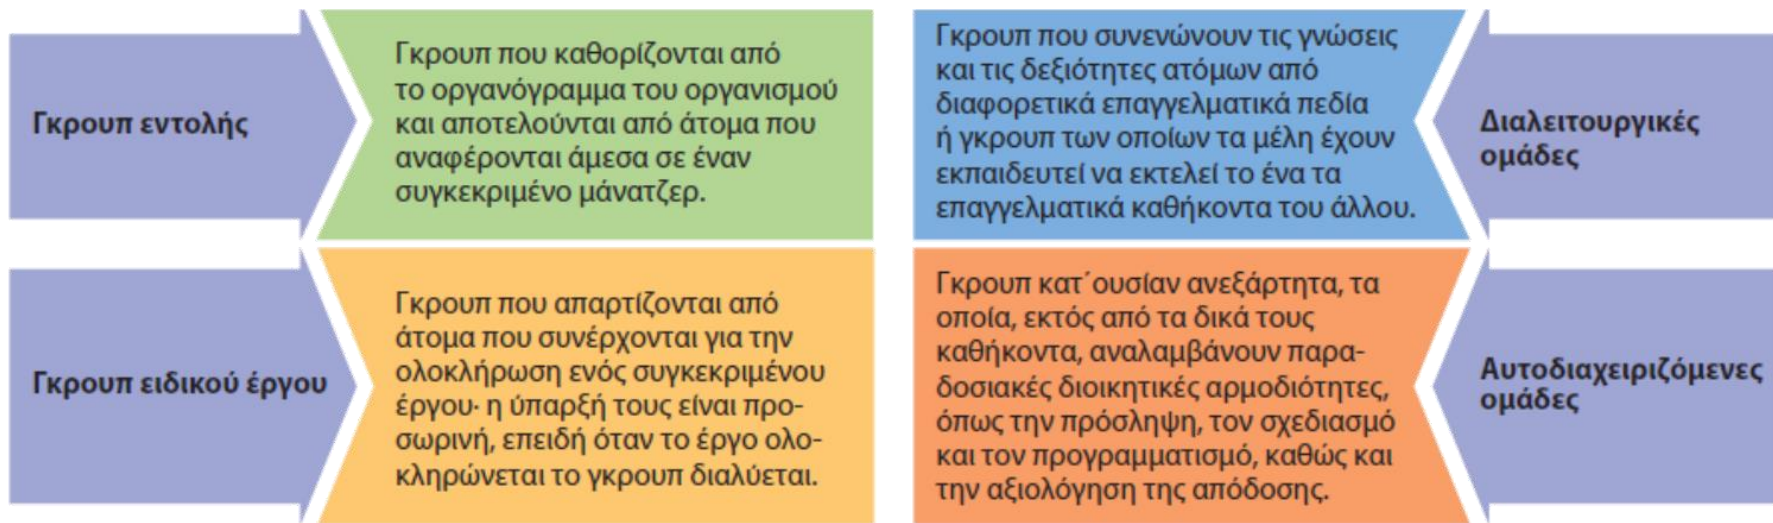 Γκρουπ εντολής
Γκρουπ που καθορίζονται από
το οργανόγραμμα του οργανισμού
και αποτελούνται από άτομα που
αναφέρονται άμεσα σε έναν
συγκεκριμένο μάνατζερ.
Γκρουπ που συνενώνουν τις γνώσεις
και τις δεξιότητες ατόμων από
διαφορετικά επαγγελματικά πεδία
ή γκρουπ των οποίων τα μέλη έχουν
εκπαιδευτεί να εκτελεί το ένα τα
επαγγελματικά καθήκοντα του άλλου.
Διαλειτουργικές
ομάδες
Γκρουπ ειδικού έργου
Γκρουπ που απαρτίζονται από
άτομα που συνέρχονται για την
ολοκλήρωση ενός συγκεκριμένου
έργου· η ύπαρξή τους είναι προ-
σωρινή, επειδή όταν το έργο ολο-
κληρώνεται το γκρουπ διαλύεται.
Γκρουπ κατ΄ουσίαν ανεξάρτητα, τα
οποία, εκτός από τα δικά τους
καθήκοντα, αναλαμβάνουν παρα-
δοσιακές διοικητικές αρμοδιότητες,
όπως την πρόσληψη, τον σχεδιασμό
και τον προγραμματισμό, καθώς και
την αξιολόγηση της απόδοσης.
Αυτοδιαχειριζόμενες
ομάδες